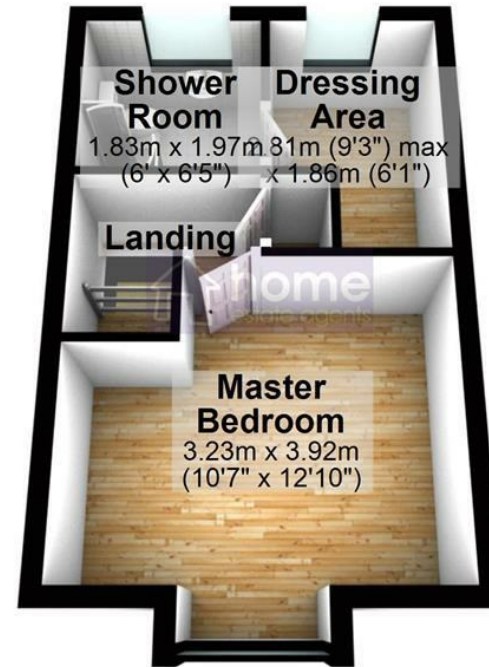 Shower
Room
1.83m x 1.97m
(6' x 6'5")
Dressing
Area
2.81m (9'3") max
x 1.86m (6'1")
Landing
home
estate agents
Master
Bedroom
3.23m x 3.92m
(10'7" x 12'10")